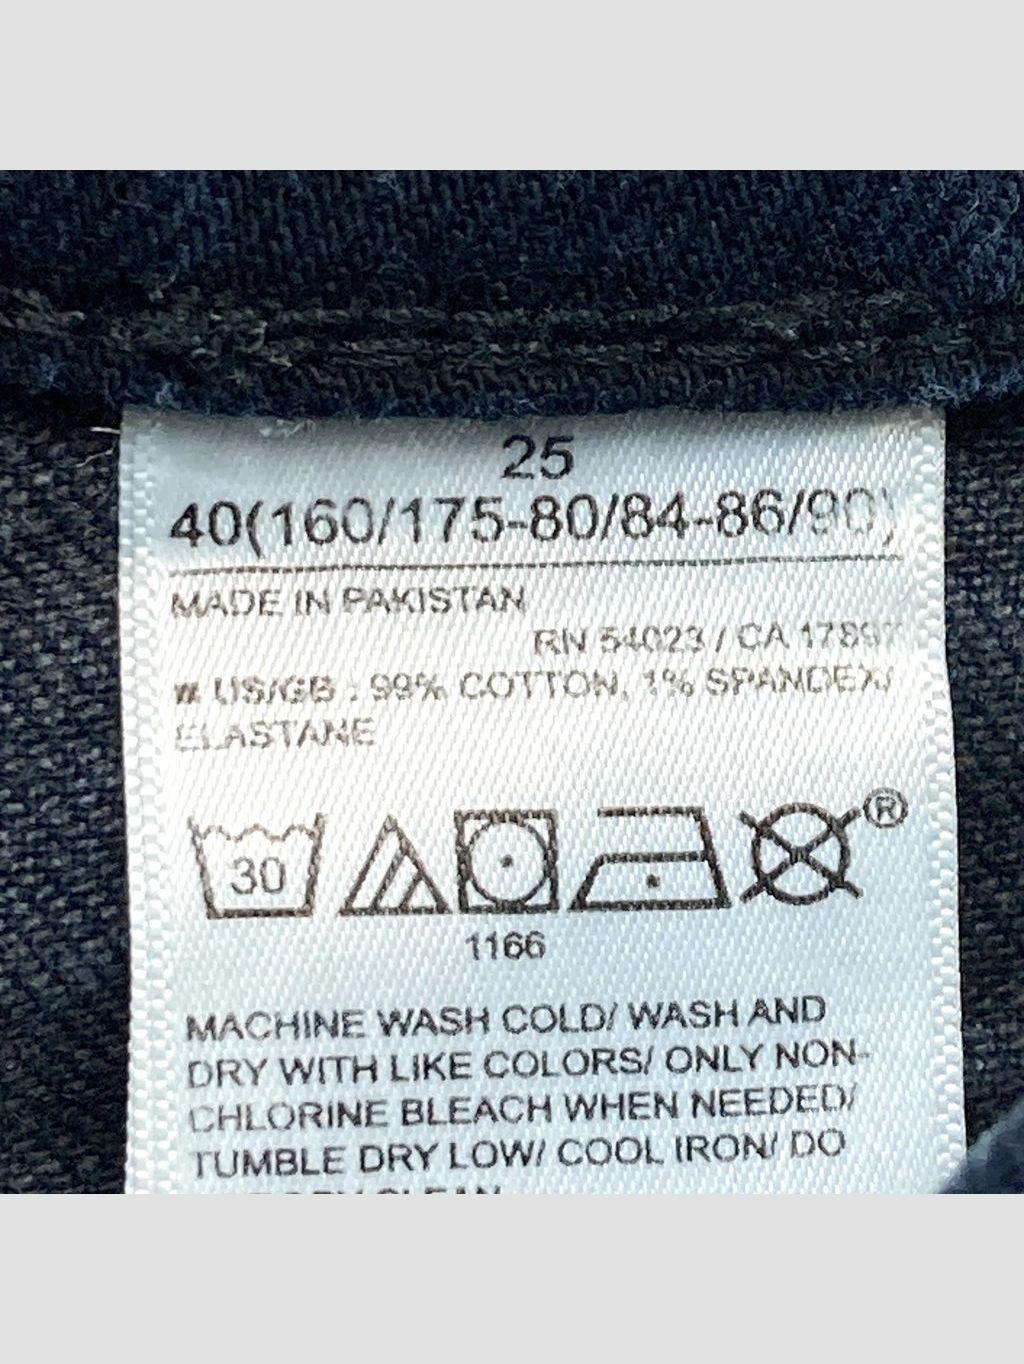 25
40(160/175-80/84-86/90)
MADE IN PAKISTAN
RN 54023 / CA
US/GB : 99% COTTON, 1% SPANDEX/
ELASTANE
30
®
1166
MACHINE WASH COLD/ WASH AND
DRY WITH LIKE COLORS/ ONLY NON-
CHLORINE BLEACH WHEN NEEDED/
TUMBLE DRY LOW/ COOL IRON/ DO
DRY CLEAN